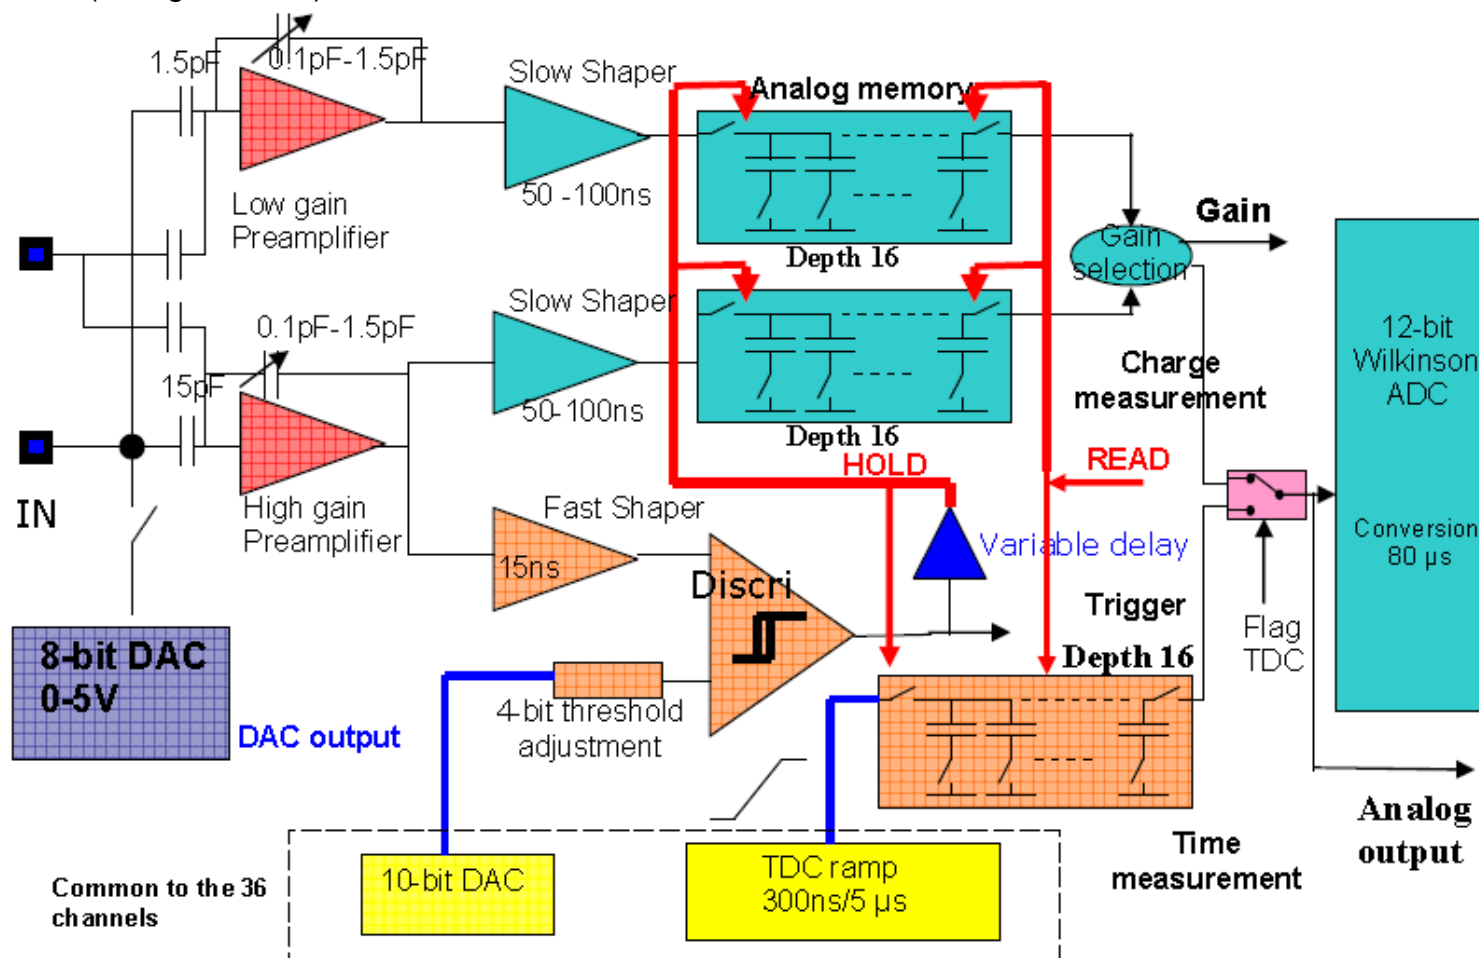 1.5pF
0.1pF-1.5pF
Slow Shaper
Analog memory
50 -100ns
Low gain
Preamplifier
Depth 16
Gain
Gain
selection
Slow Shaper
0.1pF-1.5pF
15pF
50-100ns
12-bit
Wilkinson
ADC
Charge
measurement
Depth 16
HOLD
READ
IN
High gain
Preamplifier
Fast Shaper
15ns
Discri
Variable delay
Conversion
80 µs
Trigger
Flag
TDC
8-bit DAC
0-5V
DAC output
4-bit threshold
adjustment
Depth 16
Analog
output
Time
measurement
Common to the 36
channels
10-bit DAC
TDC ramp
300ns/5 µs